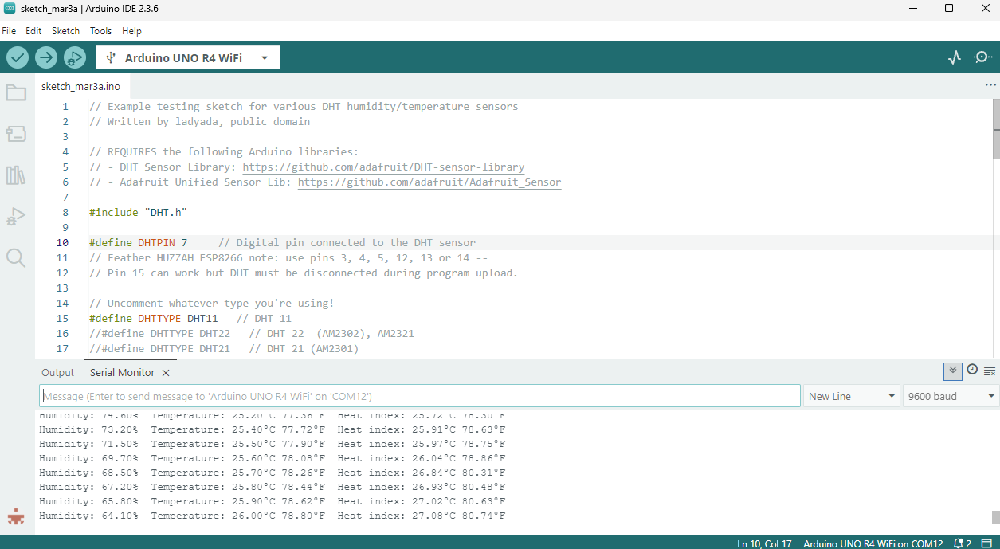 sketch_mar3a | Arduino IDE 2.3.6
File Edit Sketch Tools Help
Arduino UNO R4 WiFi
sketch_mar3a.ino
1 // Example testing sketch for various DHT humidity/temperature sensors
2 // Written by ladyada, public domain
3
4 // REQUIRES the following Arduino libraries:
5 // - DHT Sensor Library: https://github.com/adafruit/DHT-sensor-library
6 // - Adafruit Unified Sensor Lib: https://github.com/adafruit/Adafruit_Sensor
7
8 #include "DHT.h"
9
10 #define DHTPIN 7     // Digital pin connected to the DHT sensor
11 // Feather HUZZAH ESP8266 note: use pins 3, 4, 5, 12, 13 or 14 --
12 // Pin 15 can work but DHT must be disconnected during program upload.
13
14 // Uncomment whatever type you're using!
15 #define DHTTYPE DHT11   // DHT 11
16 //#define DHTTYPE DHT22   // DHT 22  (AM2302), AM2321
17 //#define DHTTYPE DHT21   // DHT 21 (AM2301)
Output Serial Monitor
Message (Enter to send message to 'Arduino UNO R4 WiFi' on 'COM12') New Line 9600 baud
Humidity: 74.60%  Temperature: 25.20°C 77.36°F  Heat index: 25.72°C 78.30°F
Humidity: 73.20%  Temperature: 25.40°C 77.72°F  Heat index: 25.91°C 78.63°F
Humidity: 71.50%  Temperature: 25.50°C 77.90°F  Heat index: 25.97°C 78.75°F
Humidity: 69.70%  Temperature: 25.60°C 78.08°F  Heat index: 26.04°C 78.86°F
Humidity: 68.50%  Temperature: 25.70°C 78.26°F  Heat index: 26.84°C 80.31°F
Humidity: 67.20%  Temperature: 25.80°C 78.44°F  Heat index: 26.93°C 80.48°F
Humidity: 65.80%  Temperature: 25.90°C 78.62°F  Heat index: 27.02°C 80.63°F
Humidity: 64.10%  Temperature: 26.00°C 78.80°F  Heat index: 27.08°C 80.74°F
Ln 10, Col 17 Arduino UNO R4 WiFi on COM12 2